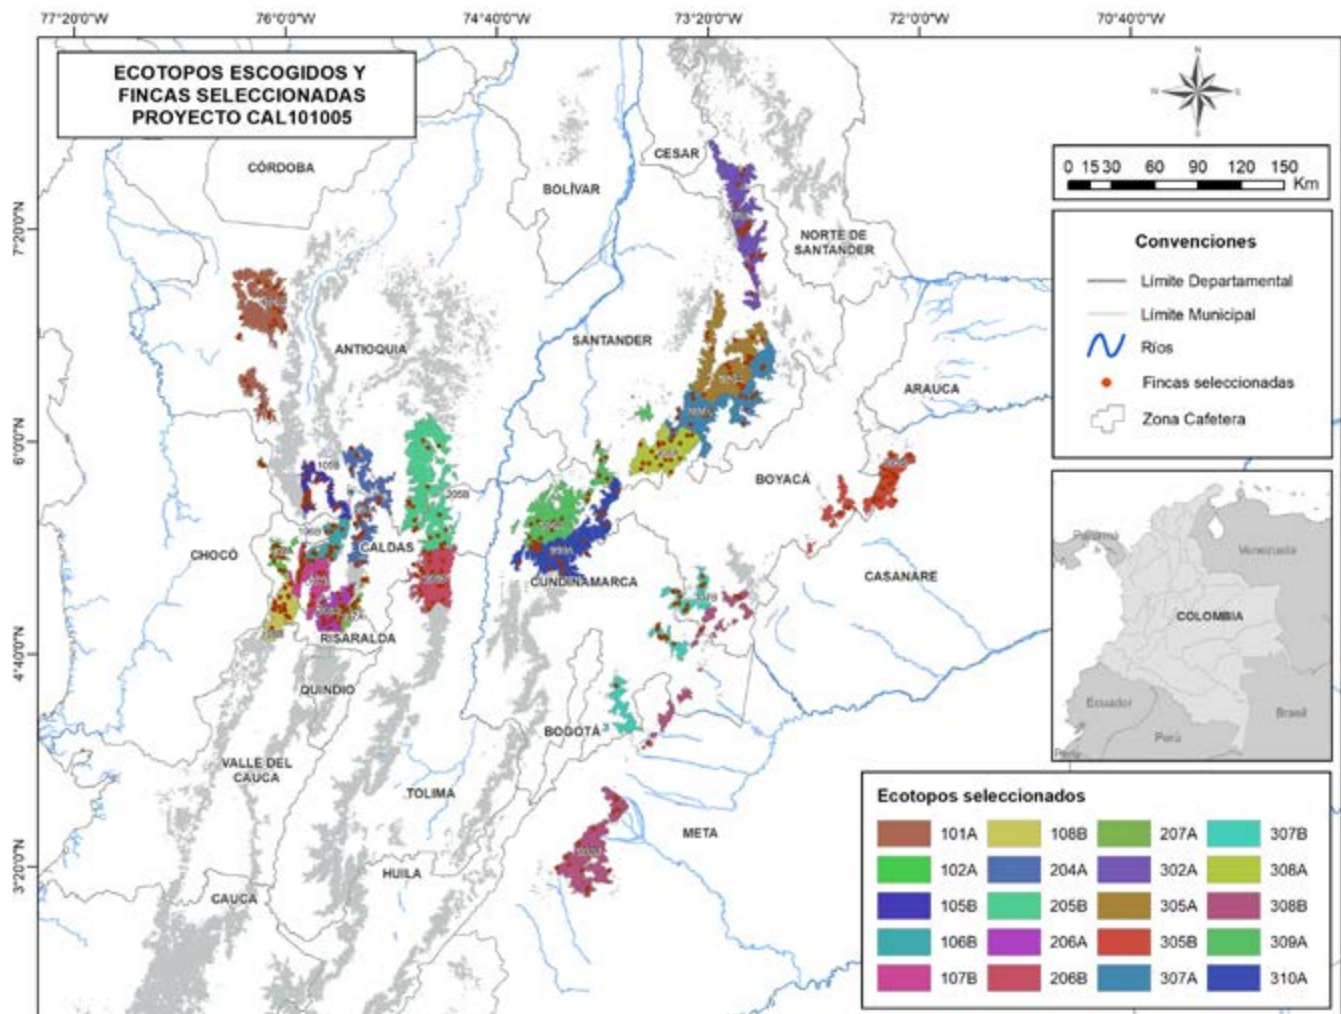 77°20'0"W 76°0'0"W 74°40'0"W 73°20'0"W 72°0'0"W 70°40'0"W
ECOTOPOS ESCOGIDOS Y
FINCAS SELECCIONADAS
PROYECTO CAL101005
7°20'0"N
6°0'0"N
4°40'0"N
3°20'0"N
CÓRDOBA
BOLÍVAR
CESAR
NORTE DE
SANTANDER
ANTIOQUIA
SANTANDER
ARAUCA
BOYACÁ
105B
205B
CHOCÓ
CALDAS
CUNDINAMARCA
CASANARE
RISARALDA
QUINDIO
BOGOTÁ
VALLE DEL
CAUCA
TOLIMA
META
HUILA
CAUCA
N
W
S
0 15 30 60 90 120 150
Km
Convenciones
Límite Departamental
Límite Municipal
Ríos
Fincas seleccionadas
Zona Cafetera
Panamá
Venezuela
COLOMBIA
Ecuador
Perú
Brasil
Ecotopos seleccionados
101A 108B 207A 307B
102A 204A 302A 308A
105B 205B 305A 308B
106B 206A 305B 309A
107B 206B 307A 310A